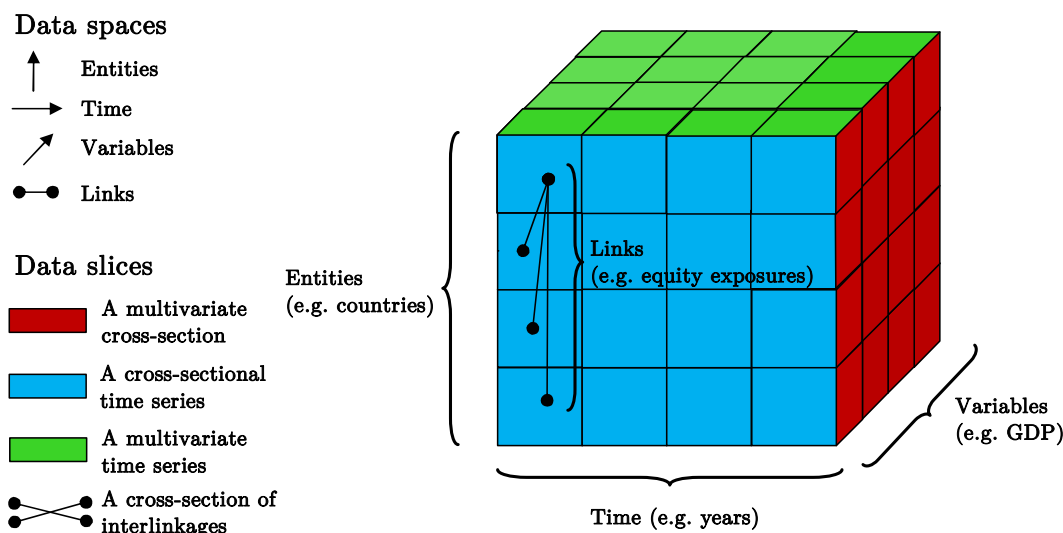 Data spaces
Entities
Time
Variables
Links
Data slices
A multivariate
cross-section
A cross-sectional
time series
A multivariate
time series
A cross-section of
interlinkages
Entities
(e.g. countries)
Links
(e.g. equity exposures)
Variables
(e.g. GDP)
Time (e.g. years)